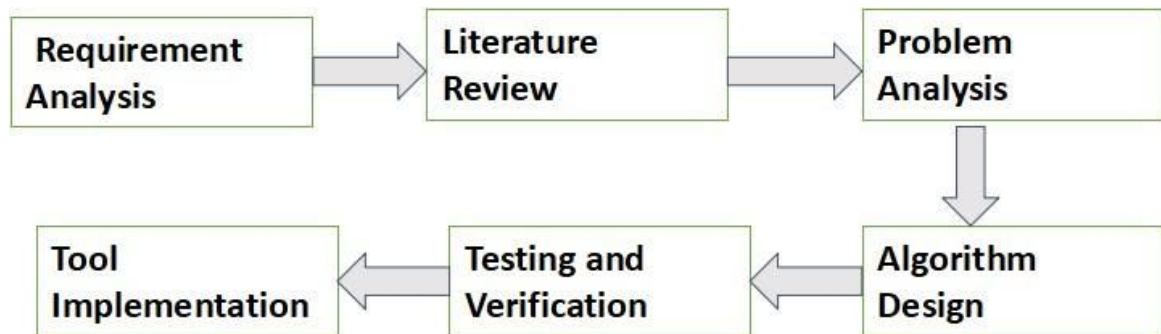 Requirement
Analysis
Literature
Review
Problem
Analysis
Algorithm
Design
Testing and
Verification
Tool
Implementation